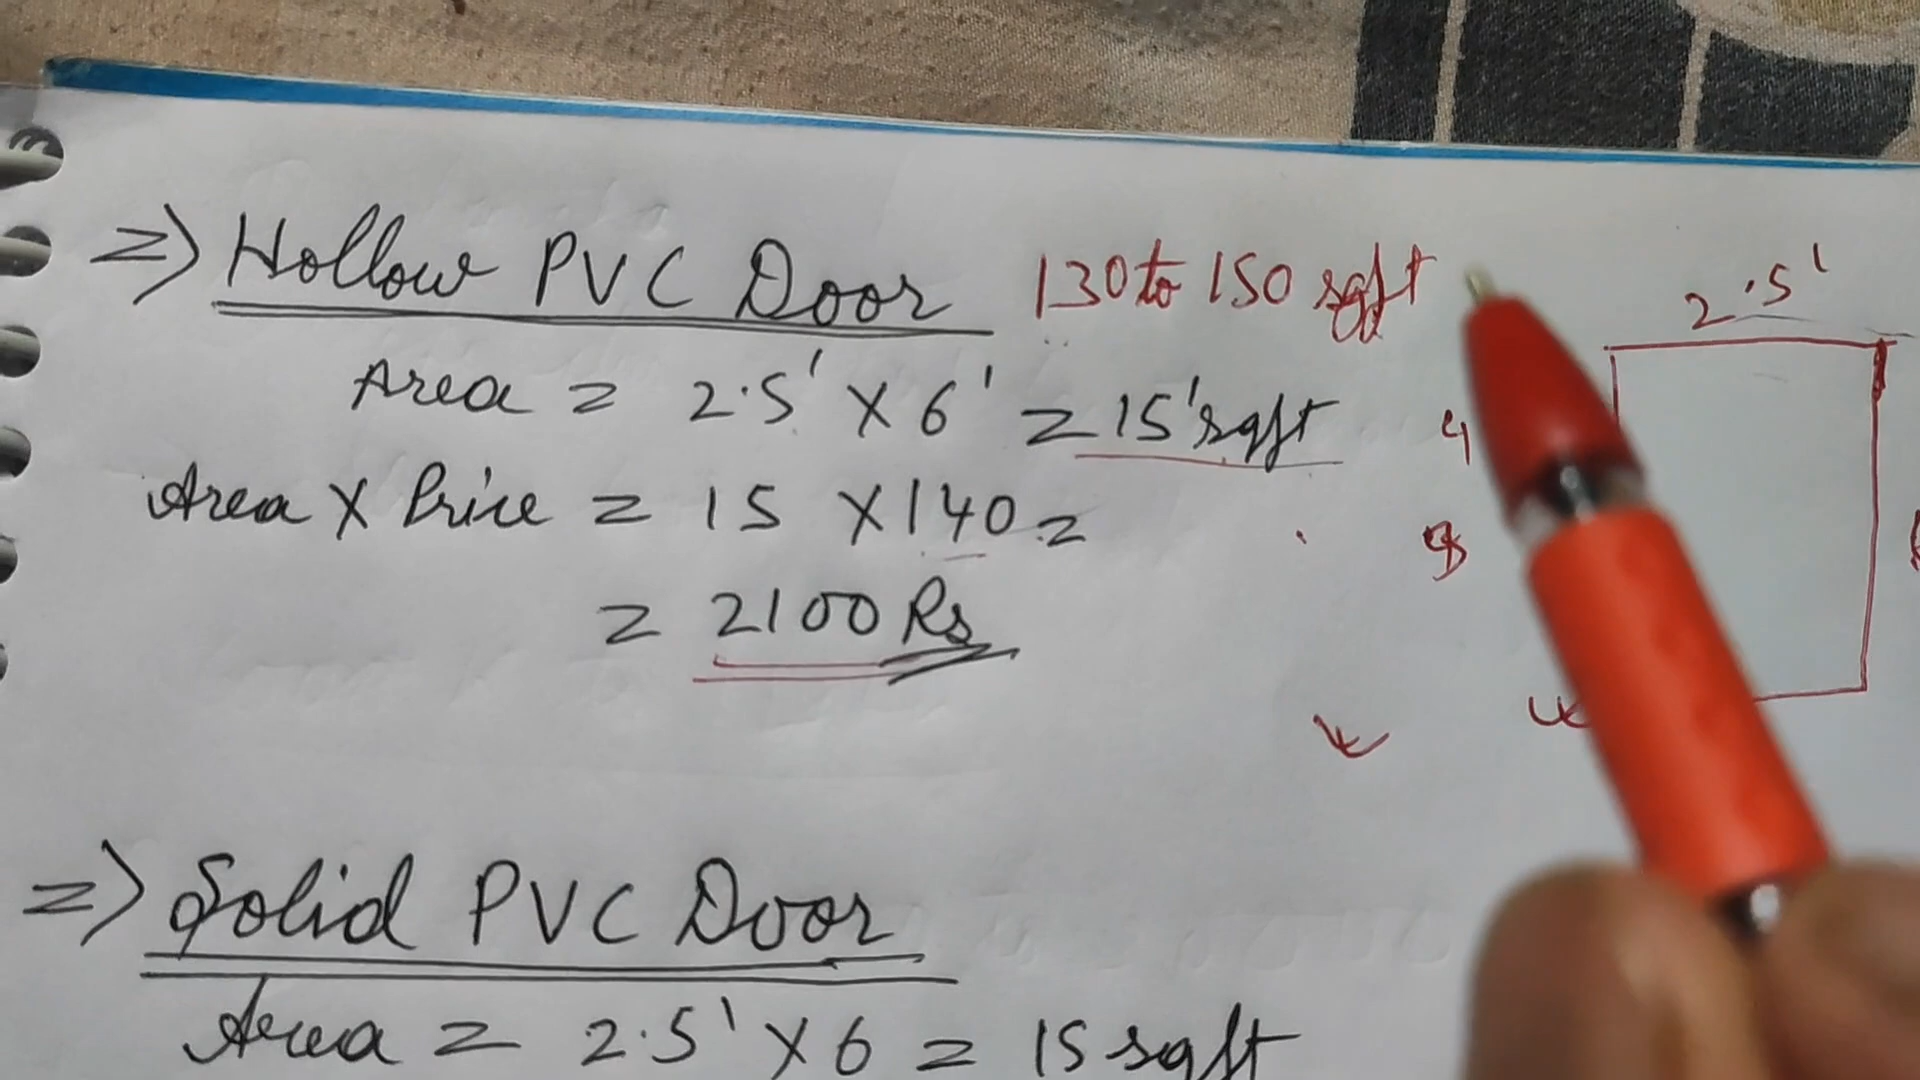 => Hollow PVC Door 130 to 150 sqft
2.5'
Area = 2.5' X 6' = 15' sqft
Area X Price = 15 X 140 =
= 2100 Rs
=> Solid PVC Door
Area = 2.5' X 6 = 15 sqft